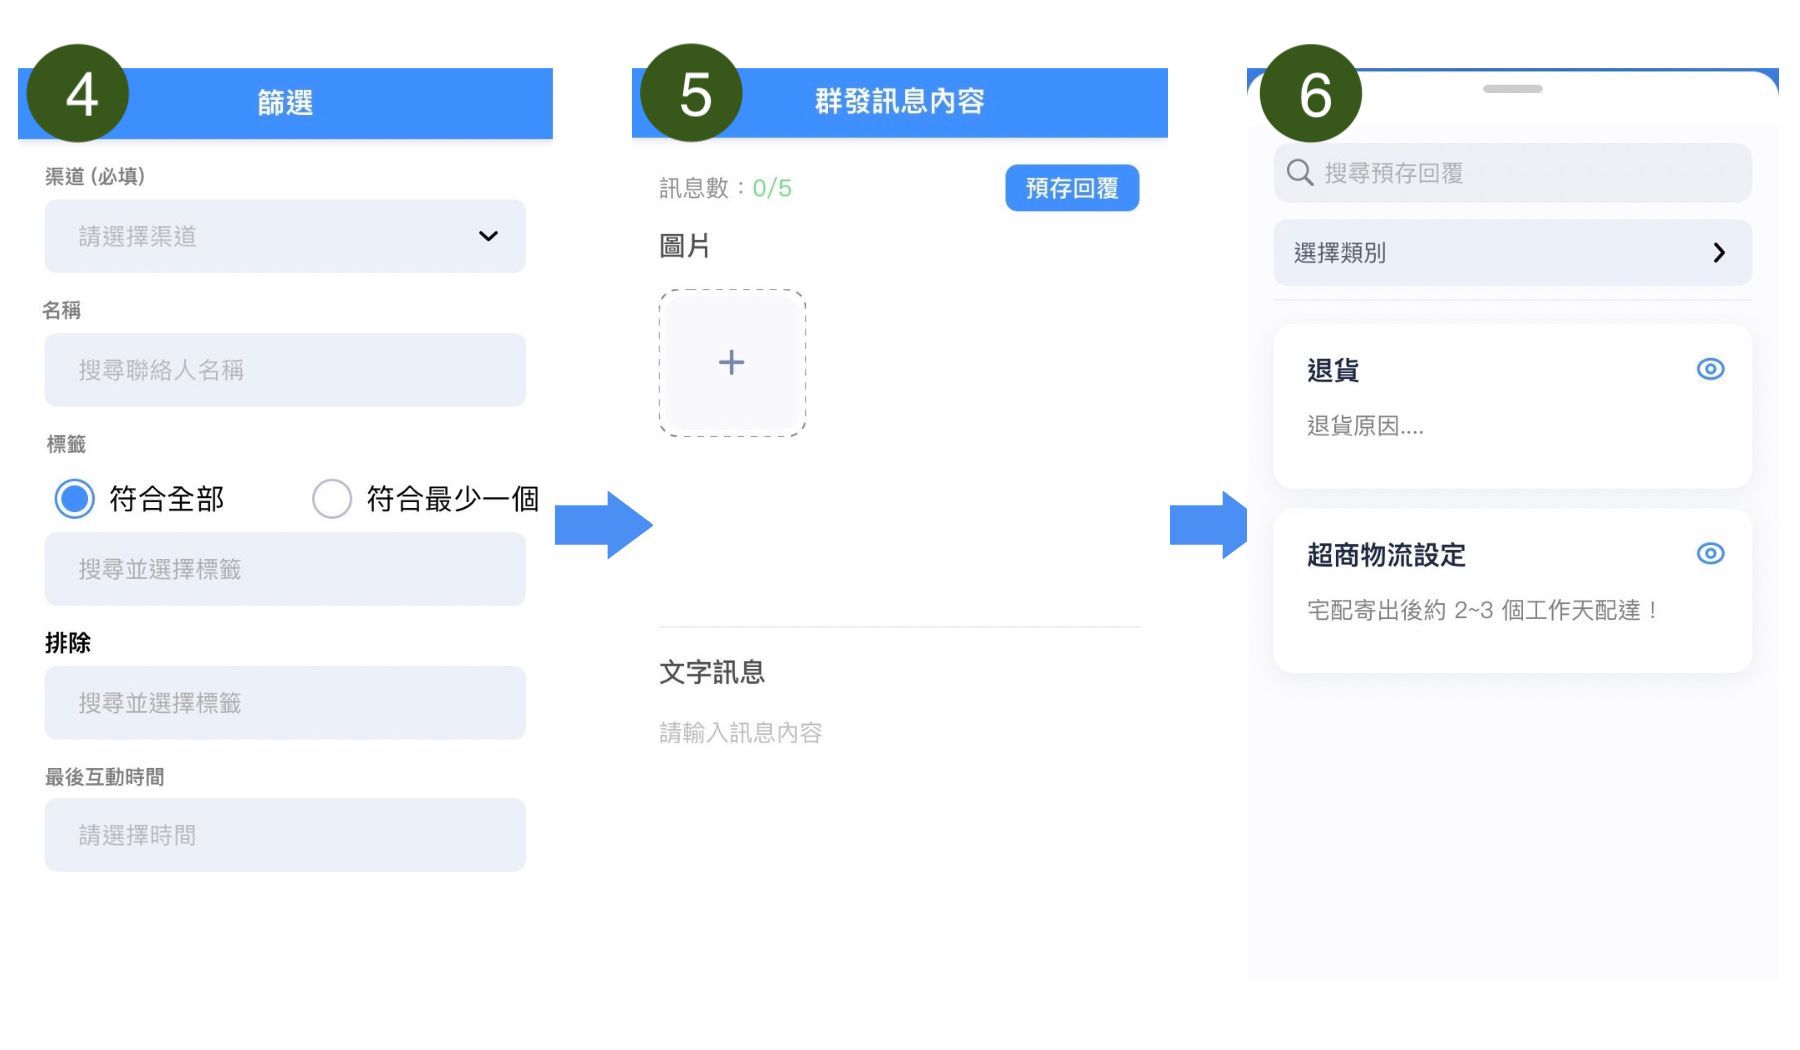 4
篩選
渠道 (必填)
請選擇渠道
名稱
搜尋聯絡人名稱
標籤
符合全部
符合最少一個
搜尋並選擇標籤
排除
搜尋並選擇標籤
最後互動時間
請選擇時間
5
群發訊息內容
訊息數：0/5
預存回覆
圖片
文字訊息
請輸入訊息內容
6
搜尋預存回覆
選擇類別
退貨
退貨原因....
超商物流設定
宅配寄出後約 2~3 個工作天配達！